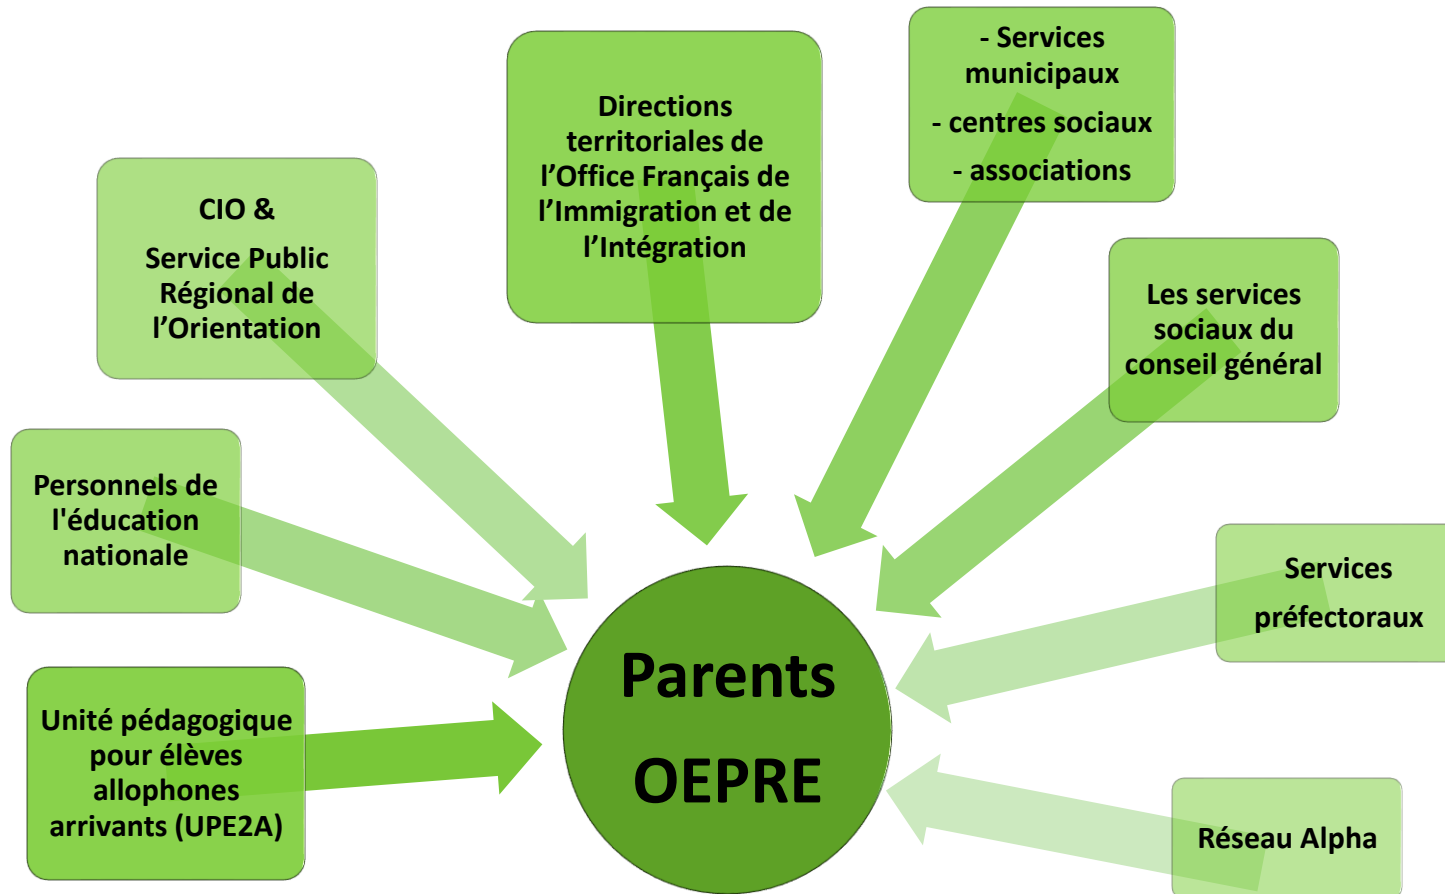 - Services
municipaux
- centres sociaux
- associations
Directions
territoriales de
l’Office Français de
l’Immigration et de
l’Intégration
CIO &
Service Public
Régional de
l’Orientation
Les services
sociaux du
conseil général
Personnels de
l'éducation
nationale
Services
préfectoraux
Unité pédagogique
pour élèves
allophones
arrivants (UPE2A)
Parents
OEPRE
Réseau Alpha